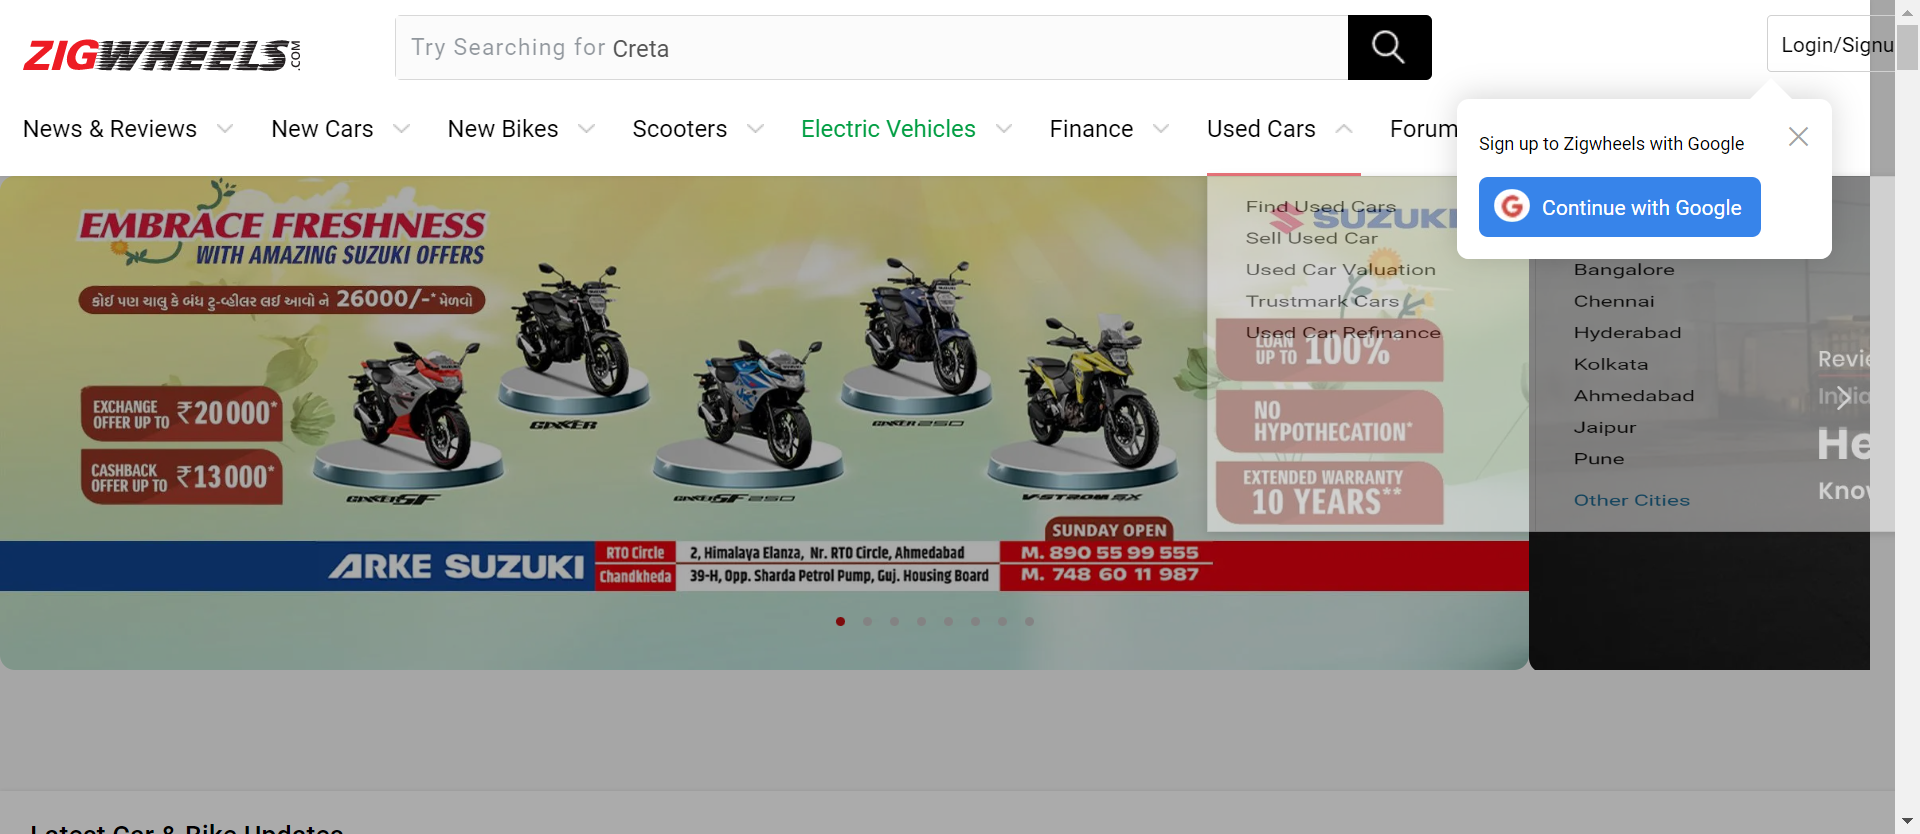 ZIGWHEELS.COM
Try Searching for Creta
Login/Signu
News & Reviews
New Cars
New Bikes
Scooters
Electric Vehicles
Finance
Used Cars
Forum
Sign up to Zigwheels with Google
Continue with Google
EMBRACE FRESHNESS
WITH AMAZING SUZUKI OFFERS
કોઈ પણ ચાલુ કે બંધ ટુ-વ્હીલર લઈ આવો ને 26000/-* મેળવો
EXCHANGE
OFFER UP TO ₹20000*
CASHBACK
OFFER UP TO ₹13000*
GIXXER SF
GIXXER
GIXXER SF 250
GIXXER 250
V-STROM SX
SUZUKI
Find Used Cars
Sell Used Car
Used Car Valuation
Trustmark Cars
Used Car Refinance
LOAN
UP TO 100%*
NO
HYPOTHECATION*
EXTENDED WARRANTY
10 YEARS**
Bangalore
Chennai
Hyderabad
Kolkata
Ahmedabad
Jaipur
Pune
Other Cities
Revie
India
He
Know
SUNDAY OPEN
ARKE SUZUKI
RTO Circle
2, Himalaya Elanza, Nr. RTO Circle, Ahmedabad
M. 890 55 99 555
Chandkheda
39-H, Opp. Sharda Petrol Pump, Guj. Housing Board
M. 748 60 11 987
Latest Car & Bike Updates